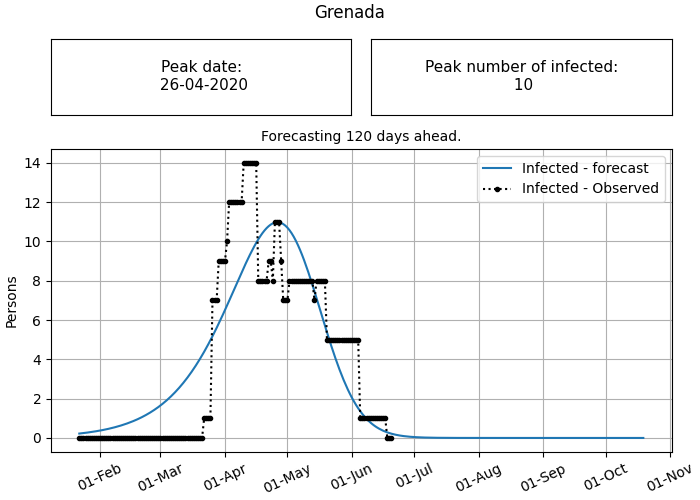 Grenada
Peak date:
26-04-2020
Peak number of infected:
10
Forecasting 120 days ahead.
Infected - forecast
Infected - Observed
Persons
14
12
10
8
6
4
2
0
01-Feb
01-Mar
01-Apr
01-May
01-Jun
01-Jul
01-Aug
01-Sep
01-Oct
01-Nov